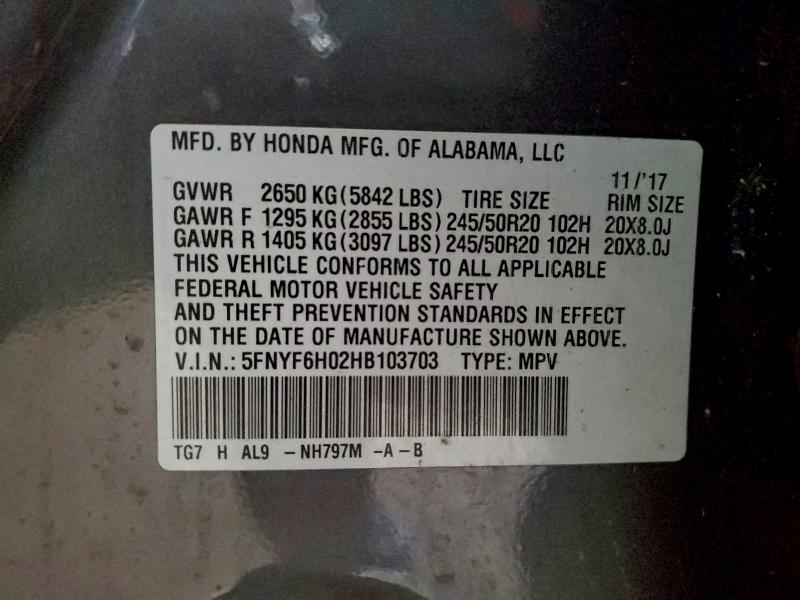 MFD. BY HONDA MFG. OF ALABAMA, LLC
11/'17
GVWR 2650 KG(5842 LBS) TIRE SIZE RIM SIZE
GAWR F 1295 KG(2855 LBS) 245/50R20 102H 20X8.0J
GAWR R 1405 KG(3097 LBS) 245/50R20 102H 20X8.0J
THIS VEHICLE CONFORMS TO ALL APPLICABLE
FEDERAL MOTOR VEHICLE SAFETY
AND THEFT PREVENTION STANDARDS IN EFFECT
ON THE DATE OF MANUFACTURE SHOWN ABOVE.
V.I.N.: 5FNYF6H02HB103703 TYPE: MPV
TG7 H AL9 -NH797M -A-B